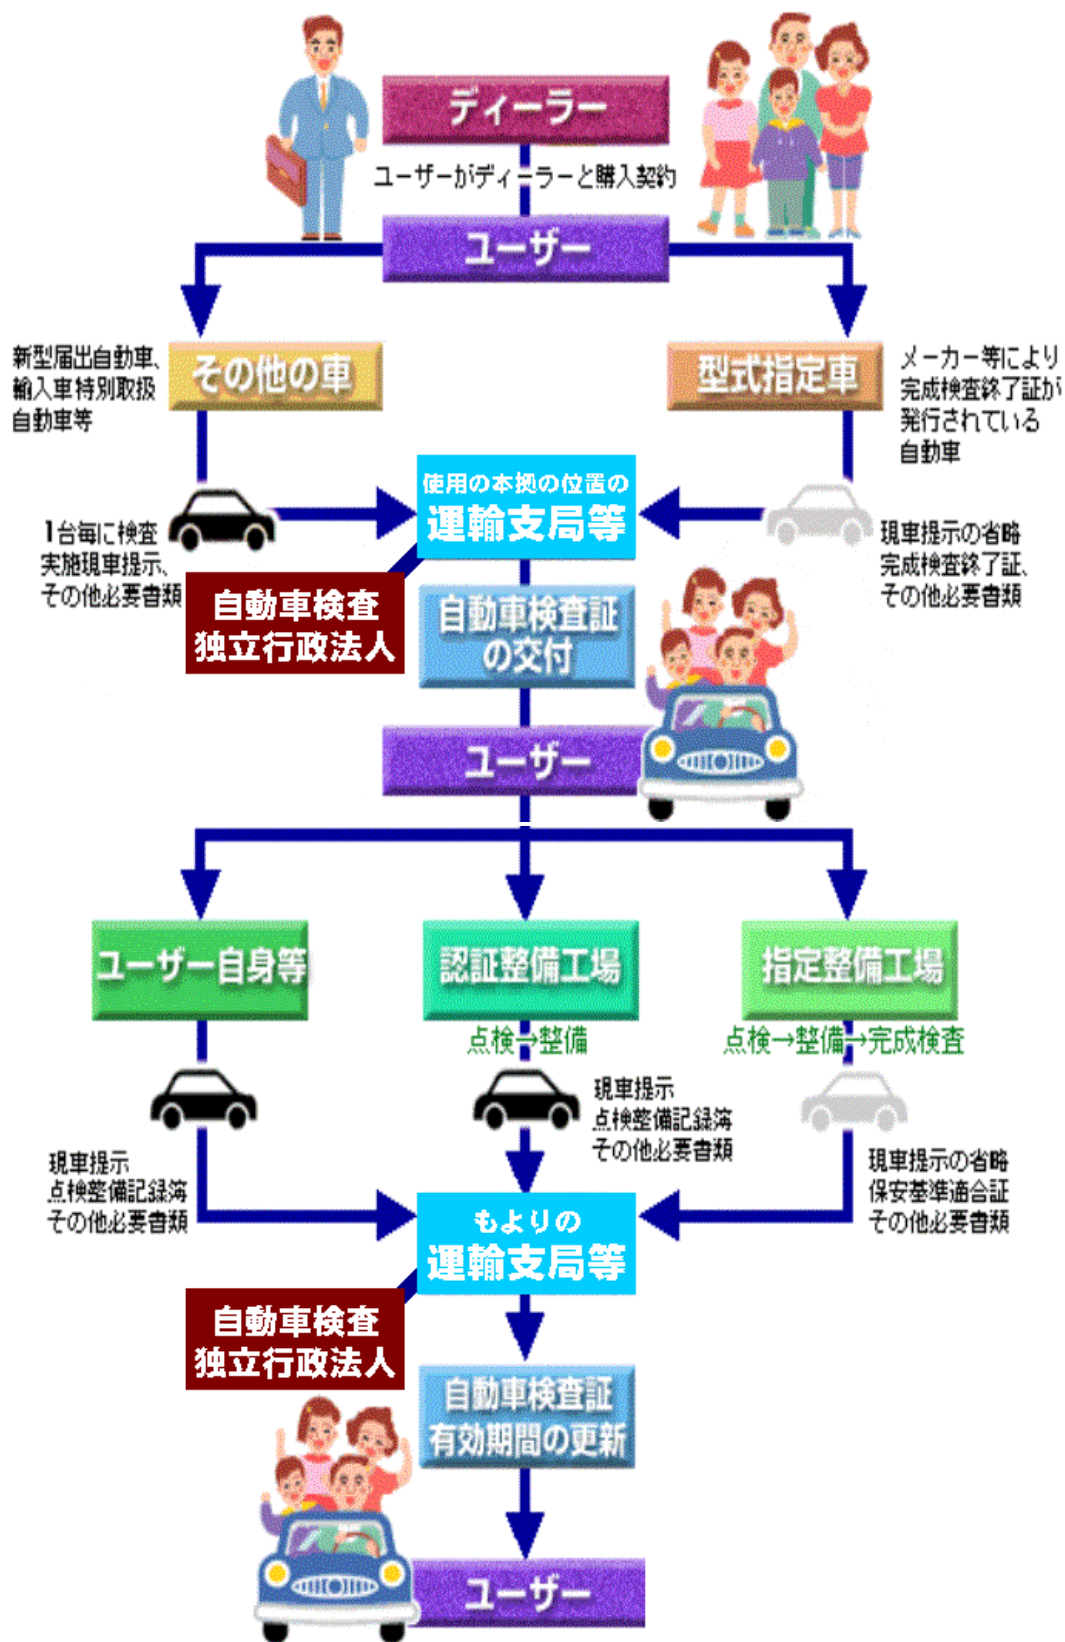 ディーラー
ユーザーがディーラーと購入契約
ユーザー
新型届出自動車、
輸入車特別取扱
自動車等
その他の車
型式指定車
メーカー等により
完成検査終了証が
発行されている
自動車
1台毎に検査
実施現車提示、
その他必要書類
使用の本拠の位置の
運輸支局等
現車提示の省略
完成検査終了証、
その他必要書類
自動車検査
独立行政法人
自動車検査証
の交付
ユーザー
ユーザー自身等
認証整備工場
指定整備工場
点検→整備
点検→整備→完成検査
現車提示
点検整備記録簿
その他必要書類
現車提示
点検整備記録簿
その他必要書類
現車提示の省略
保安基準適合証
その他必要書類
もよりの
運輸支局等
自動車検査
独立行政法人
自動車検査証
有効期間の更新
ユーザー